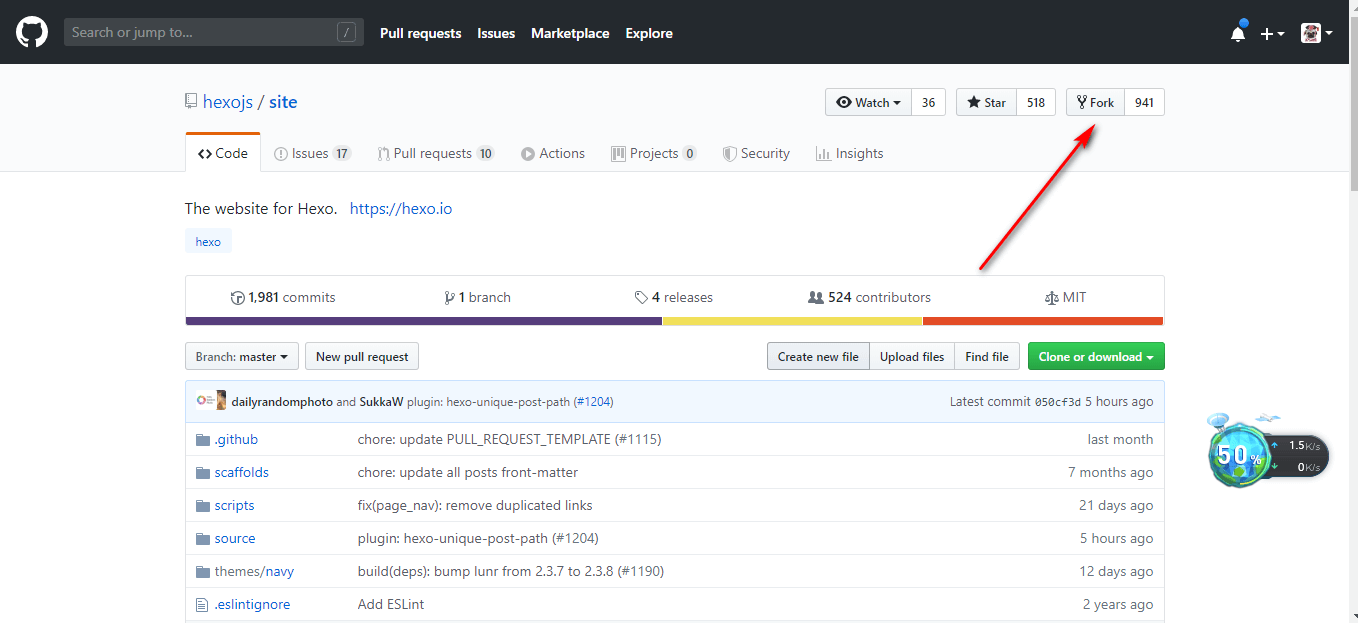 Search or jump to... / Pull requests Issues Marketplace Explore
hexojs / site Watch 36 Star 518 Fork 941
Code Issues 17 Pull requests 10 Actions Projects 0 Security Insights
The website for Hexo. https://hexo.io
hexo
1,981 commits 1 branch 4 releases 524 contributors MIT
Branch: master New pull request Create new file Upload files Find file Clone or download
dailyrandomphoto and SukkaW plugin: hexo-unique-post-path (#1204) Latest commit 050cf3d 5 hours ago
.github chore: update PULL_REQUEST_TEMPLATE (#1115) last month
scaffolds chore: update all posts front-matter 7 months ago
scripts fix(page_nav): remove duplicated links 21 days ago
source plugin: hexo-unique-post-path (#1204) 5 hours ago
themes/navy build(deps): bump lunr from 2.3.7 to 2.3.8 (#1190) 12 days ago
.eslintignore Add ESLint 2 years ago
50% 1.5K/s
0K/s